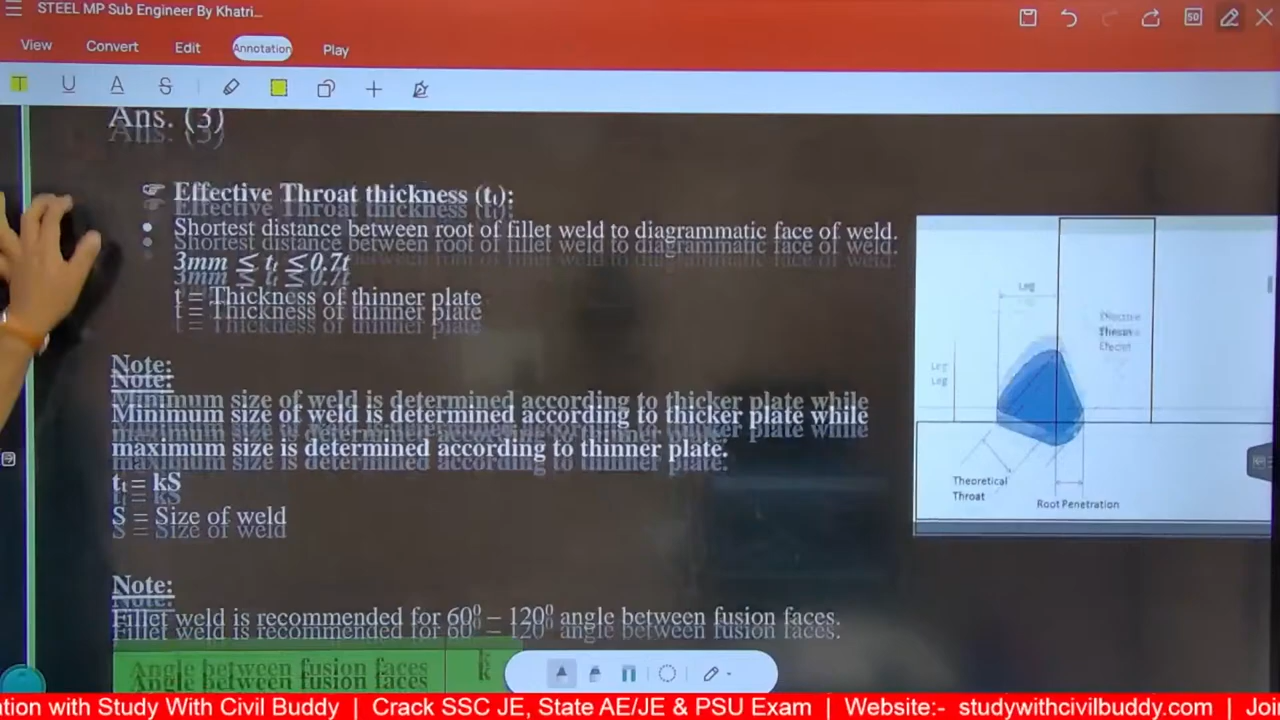 STEEL MP Sub Engineer By Khatri...
View Convert Edit Annotation Play
Ans. (3)
☞ Effective Throat thickness (tₜ):
• Shortest distance between root of fillet weld to diagrammatic face of weld.
3mm ≤ tₜ ≤0.7t
t = Thickness of thinner plate
Leg
Effective
Leg
Theoretical
Throat
Root Penetration
Note:
Minimum size of weld is determined according to thicker plate while
maximum size is determined according to thinner plate.
tₜ = kS
S = Size of weld
Note:
Fillet weld is recommended for 60⁰ – 120⁰ angle between fusion faces.
Angle between fusion faces k
ntion with Study With Civil Buddy | Crack SSC JE, State AE/JE & PSU Exam | Website:- studywithcivilbuddy.com | Joi